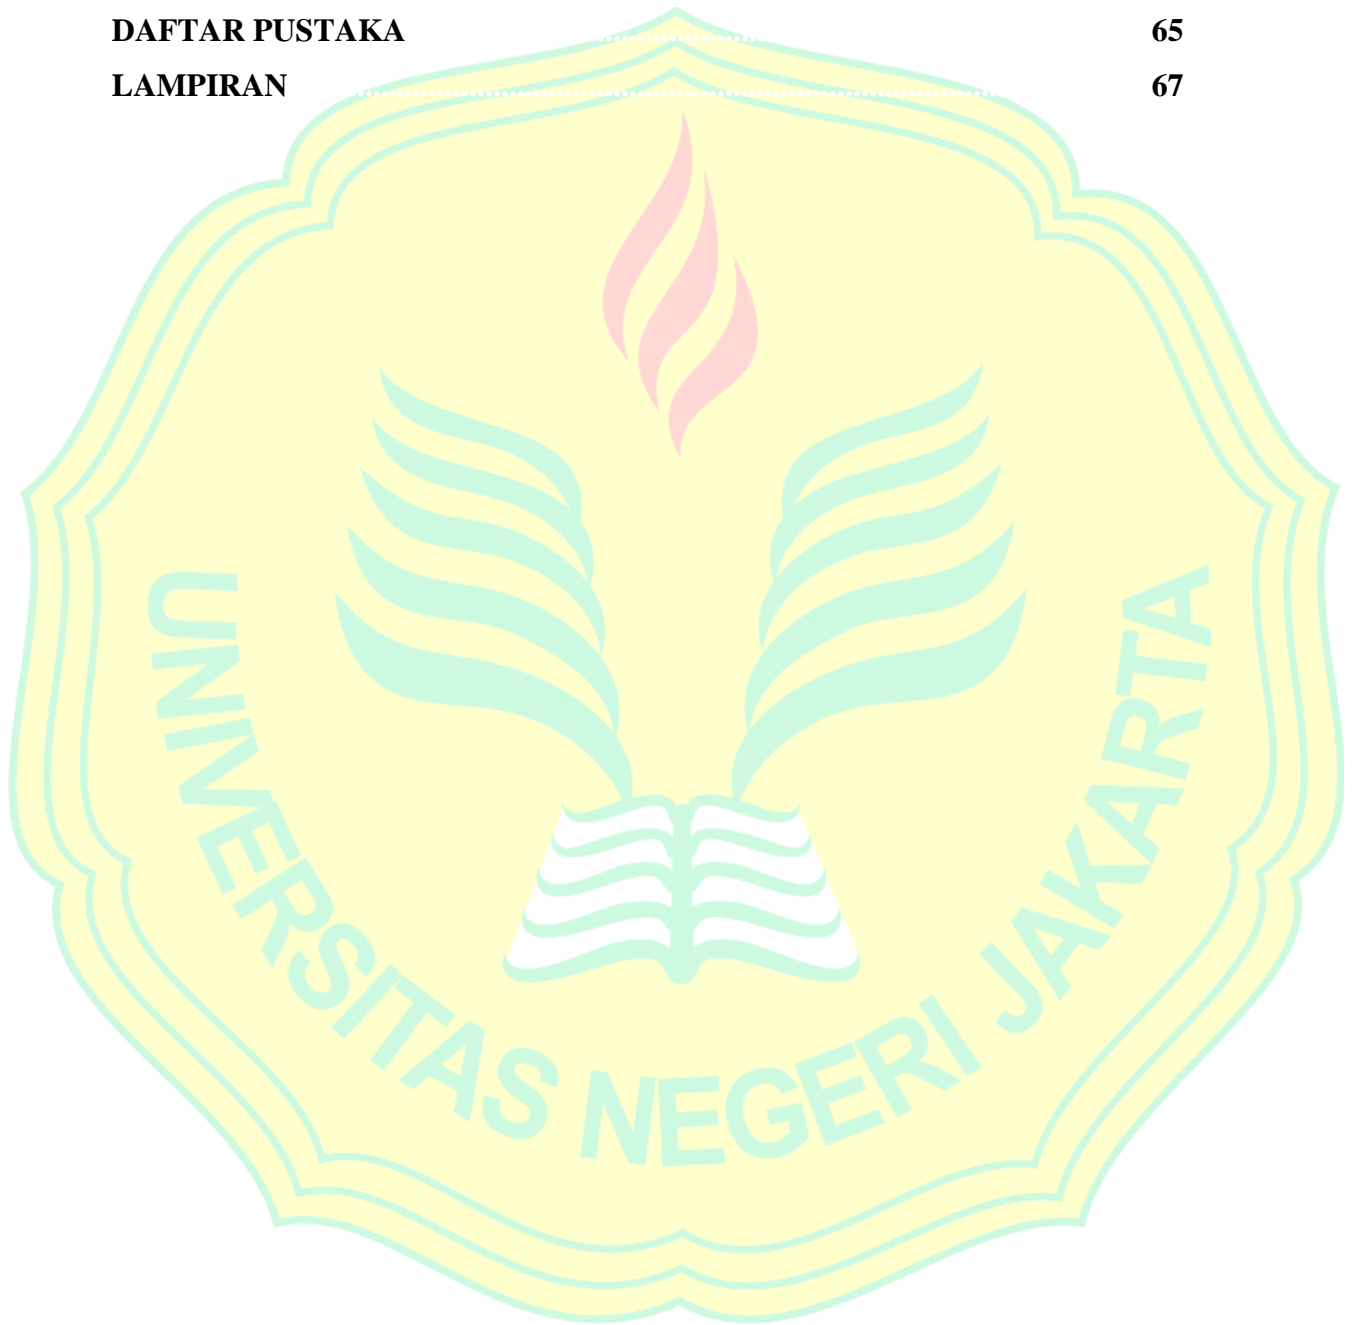 DAFTAR PUSTAKA ........................ 65
LAMPIRAN ........................ 67
UNIVERSITAS NEGERI JAKARTA